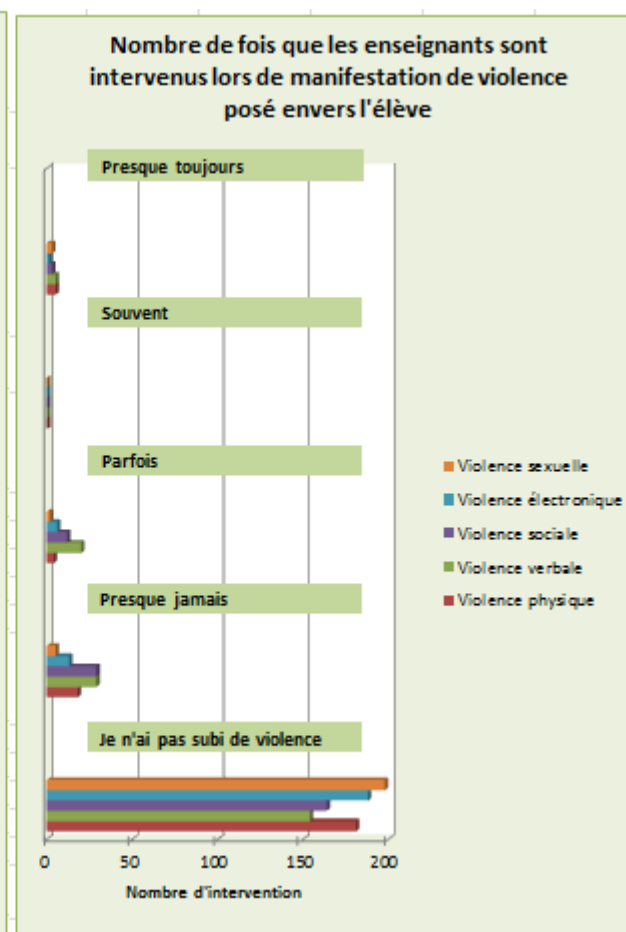 Nombre de fois que les enseignants sont
intervenus lors de manifestation de violence
posé envers l'élève
Presque toujours
Souvent
Parfois
Presque jamais
Je n'ai pas subi de violence
Violence sexuelle
Violence électronique
Violence sociale
Violence verbale
Violence physique
0 50 100 150 200
Nombre d'intervention